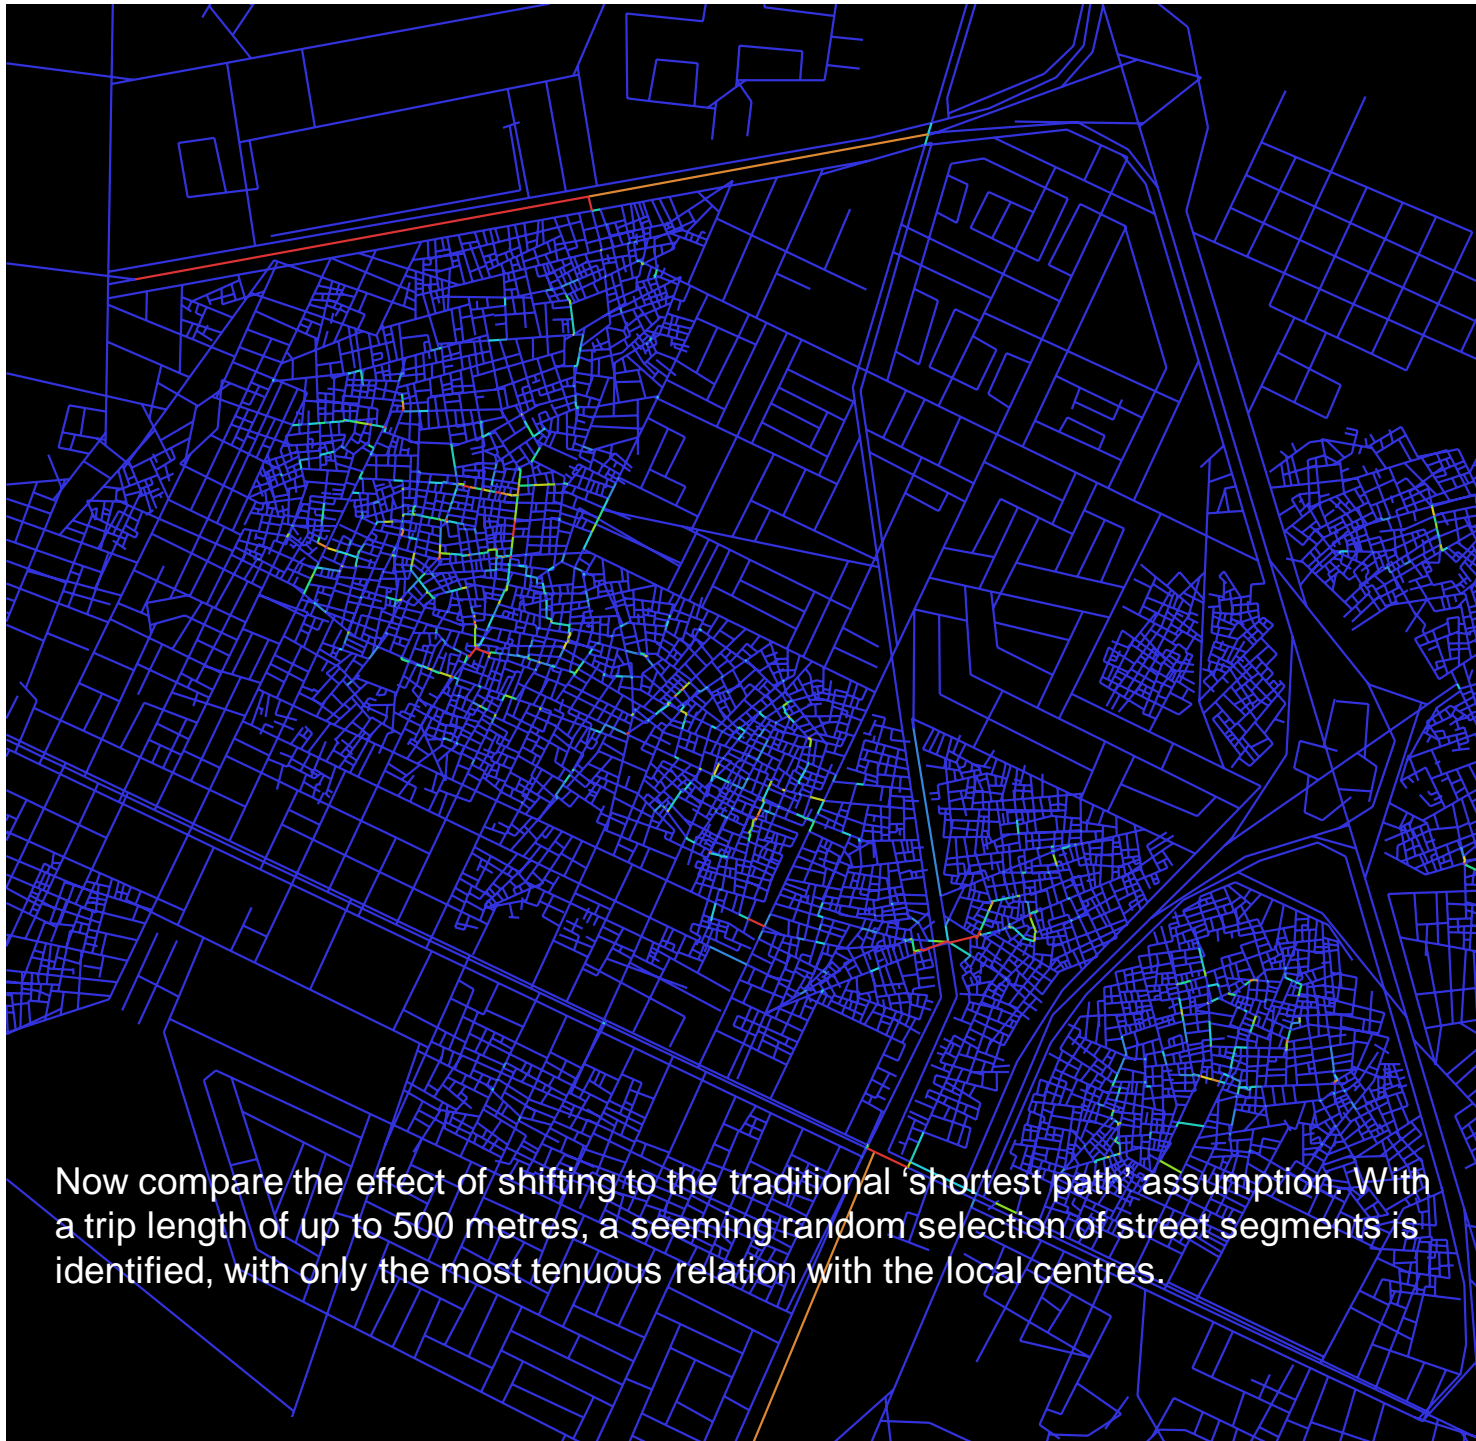 Now compare the effect of shifting to the traditional ‘shortest path’ assumption. With
a trip length of up to 500 metres, a seeming random selection of street segments is
identified, with only the most tenuous relation with the local centres.